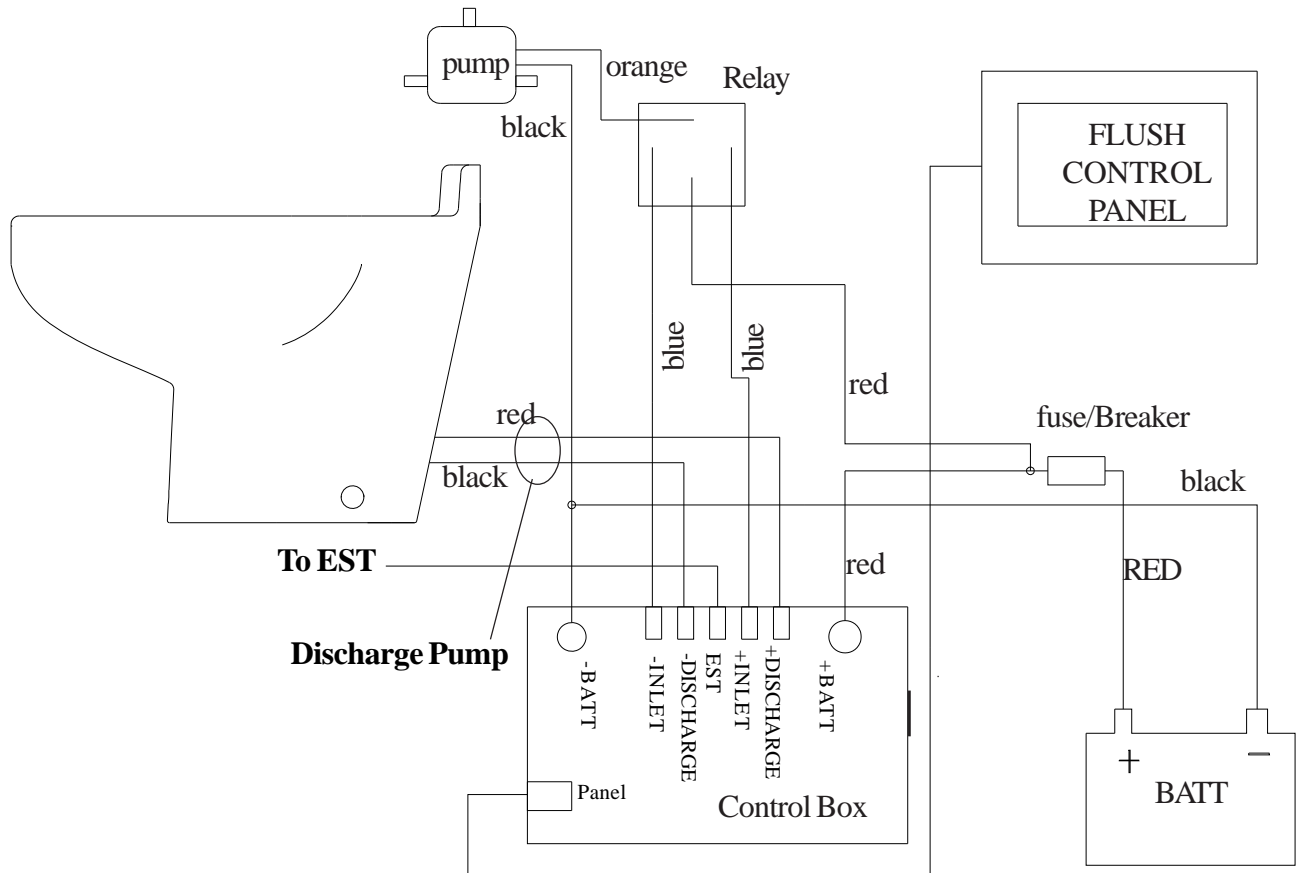 pump
orange
Relay
black
FLUSH
CONTROL
PANEL
blue
blue
red
red
fuse/Breaker
black
black
To EST
red
RED
Discharge Pump
-BATT
-INLET
-DISCHARGE
EST
+INLET
+DISCHARGE
+BATT
+
−
BATT
Panel
Control Box